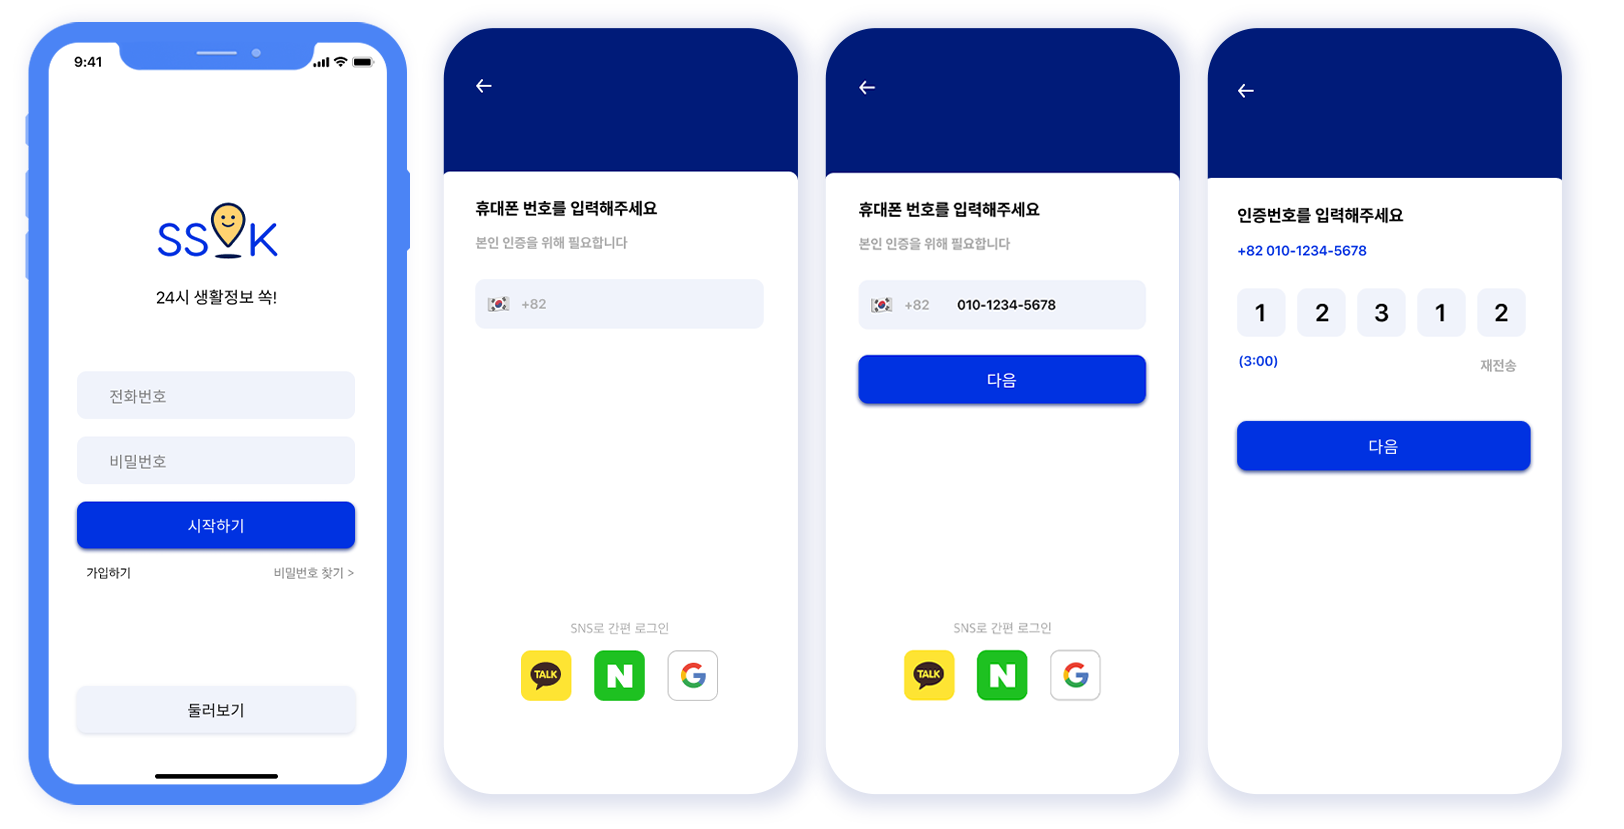 9:41
SSOK
24시 생활정보 쏙!
전화번호
비밀번호
시작하기
가입하기
비밀번호 찾기 >
둘러보기
휴대폰 번호를 입력해주세요
본인 인증을 위해 필요합니다
+82
SNS로 간편 로그인
TALK
N
G
휴대폰 번호를 입력해주세요
본인 인증을 위해 필요합니다
+82 010-1234-5678
다음
SNS로 간편 로그인
TALK
N
G
인증번호를 입력해주세요
+82 010-1234-5678
1 2 3 1 2
(3:00)
재전송
다음